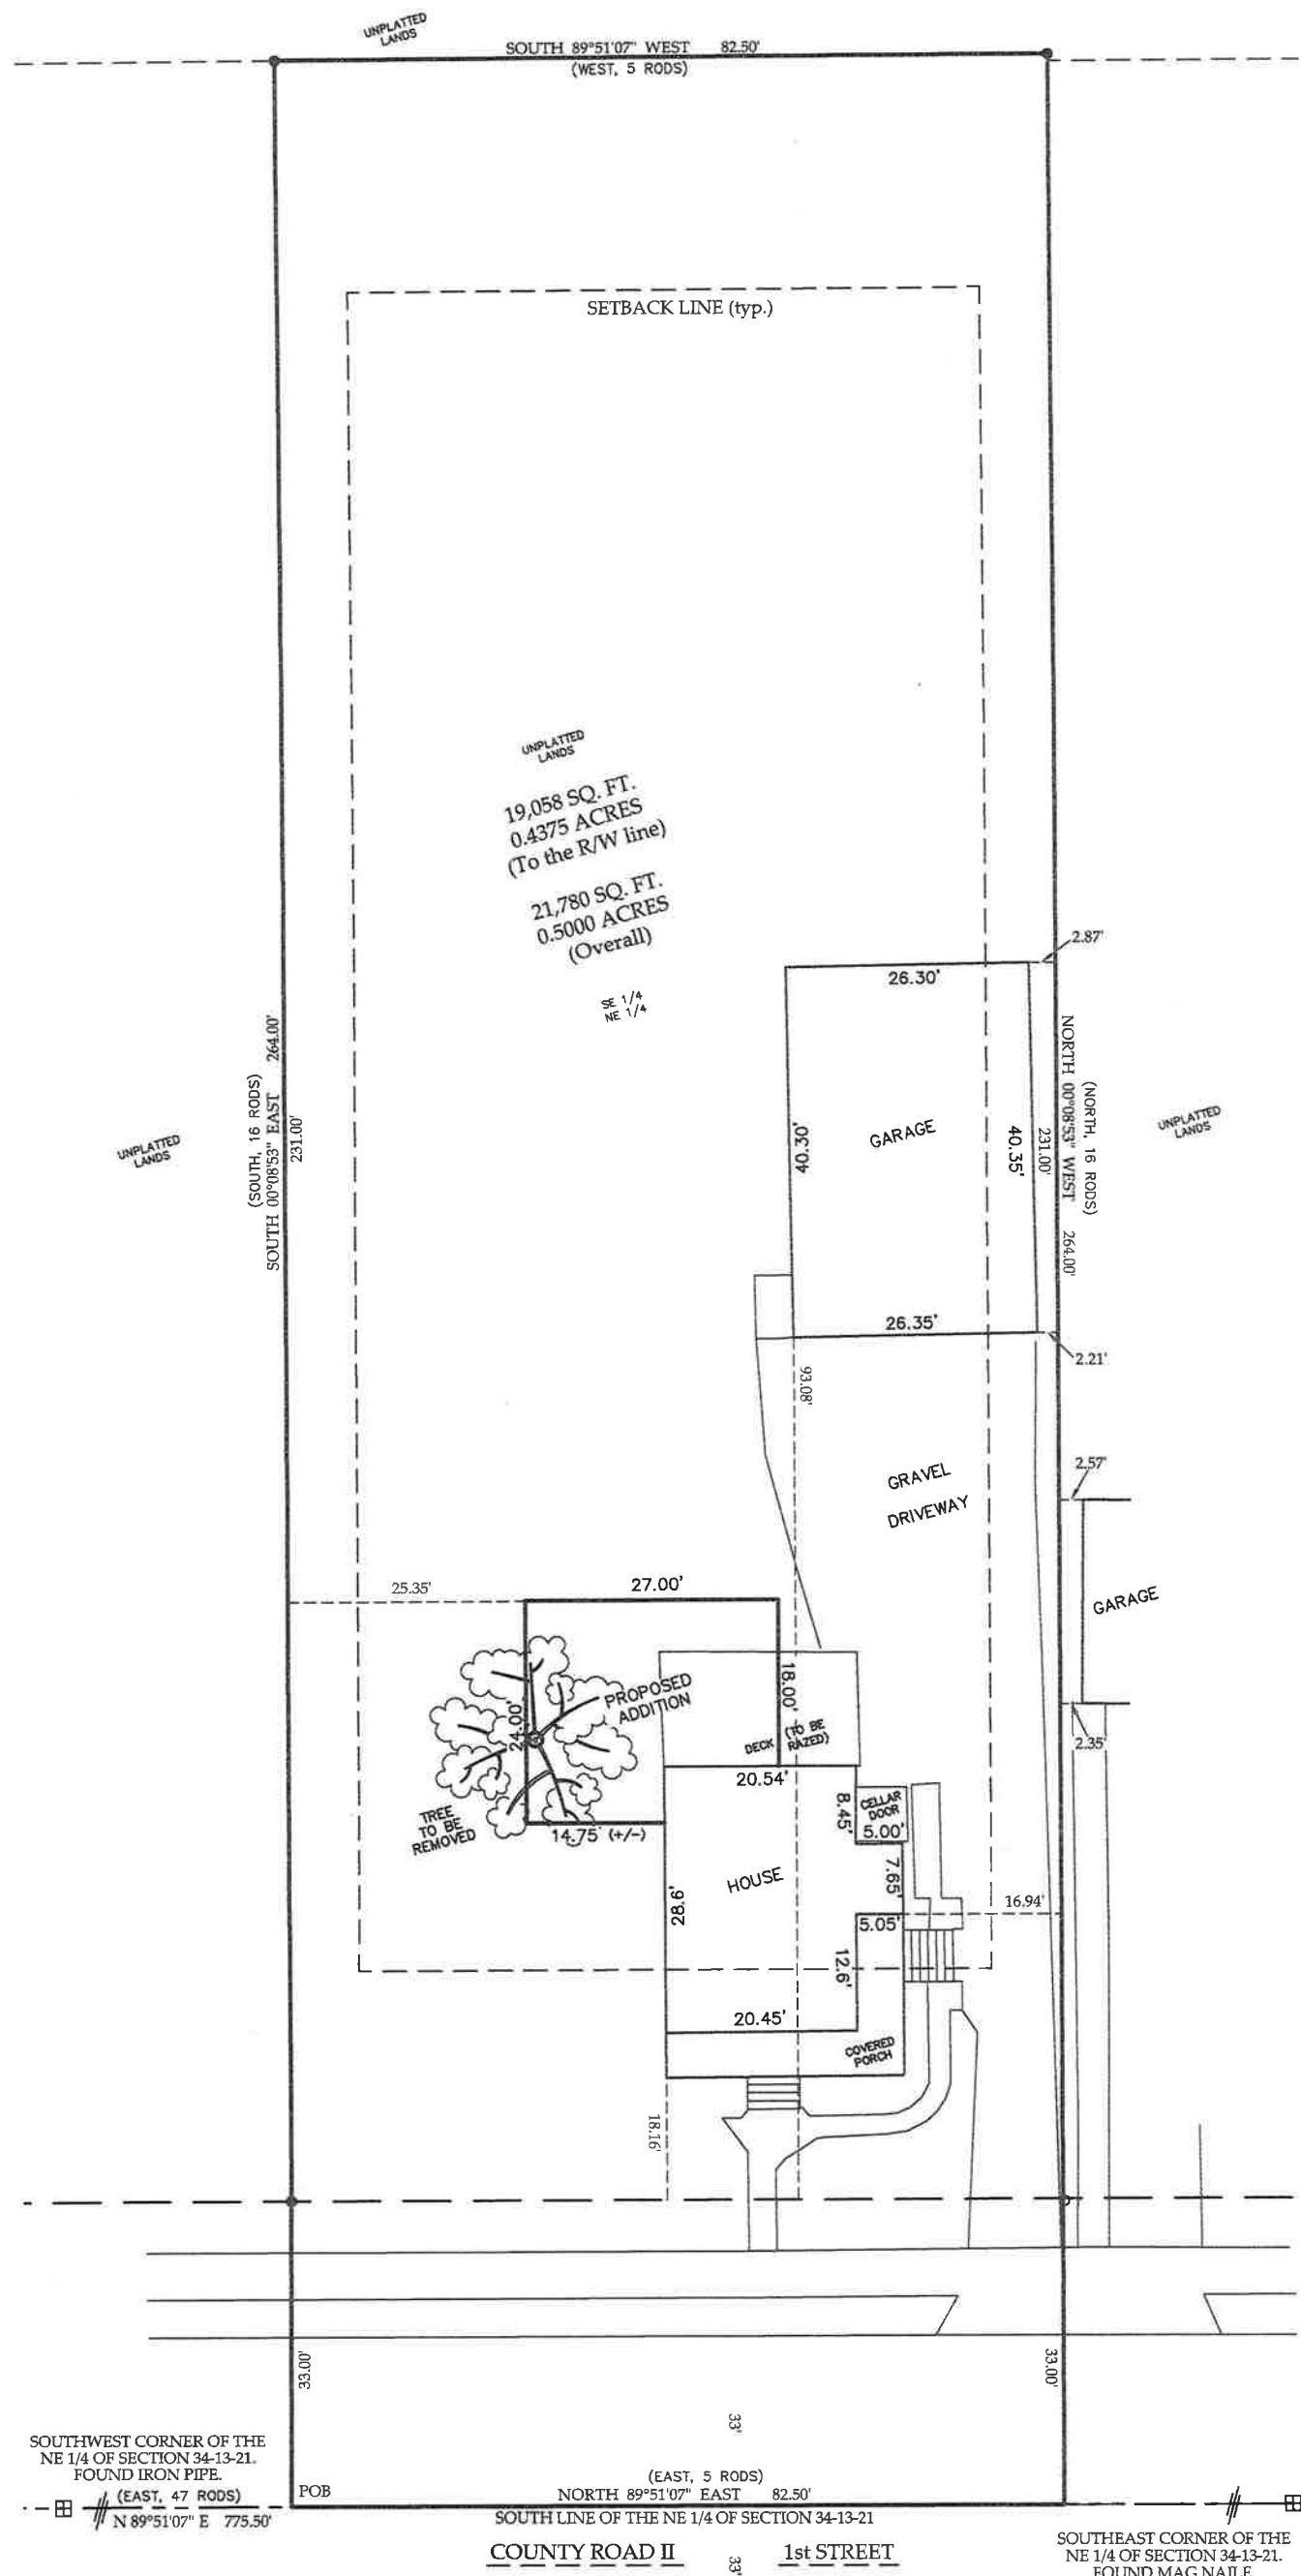 UNPLATTED
LANDS
SOUTH 89°51'07" WEST 82.50'
(WEST, 5 RODS)
SETBACK LINE (typ.)
UNPLATTED
LANDS
19,058 SQ. FT.
0.4375 ACRES
(To the R/W line)
21,780 SQ. FT.
0.5000 ACRES
(Overall)
SE 1/4
NE 1/4
2.87'
26.30'
(SOUTH, 16 RODS)
SOUTH 00°08'53" EAST 264.00'
231.00'
UNPLATTED
LANDS
40.30'
GARAGE
40.35'
231.00'
NORTH 00°08'53" WEST 264.00'
(NORTH, 16 RODS)
UNPLATTED
LANDS
26.35'
2.21'
93.08'
2.57'
GRAVEL
DRIVEWAY
25.35'
27.00'
GARAGE
18.00'
PROPOSED
ADDITION
24.00'
DECK (TO BE
RAZED)
2.35'
20.54'
TREE
TO BE
REMOVED
14.75' (+/-)
8.45'
CELLAR
DOOR
5.00'
HOUSE
28.6'
7.65'
16.94'
5.05'
12.6'
20.45'
COVERED
PORCH
18.16'
33.00'
33.00'
33'
SOUTHWEST CORNER OF THE
NE 1/4 OF SECTION 34-13-21.
FOUND IRON PIPE.
(EAST, 47 RODS)
N 89°51'07" E 775.50'
POB
(EAST, 5 RODS)
NORTH 89°51'07" EAST 82.50'
SOUTH LINE OF THE NE 1/4 OF SECTION 34-13-21
COUNTY ROAD II 1st STREET
33'
SOUTHEAST CORNER OF THE
NE 1/4 OF SECTION 34-13-21.
FOUND MAG NAIL